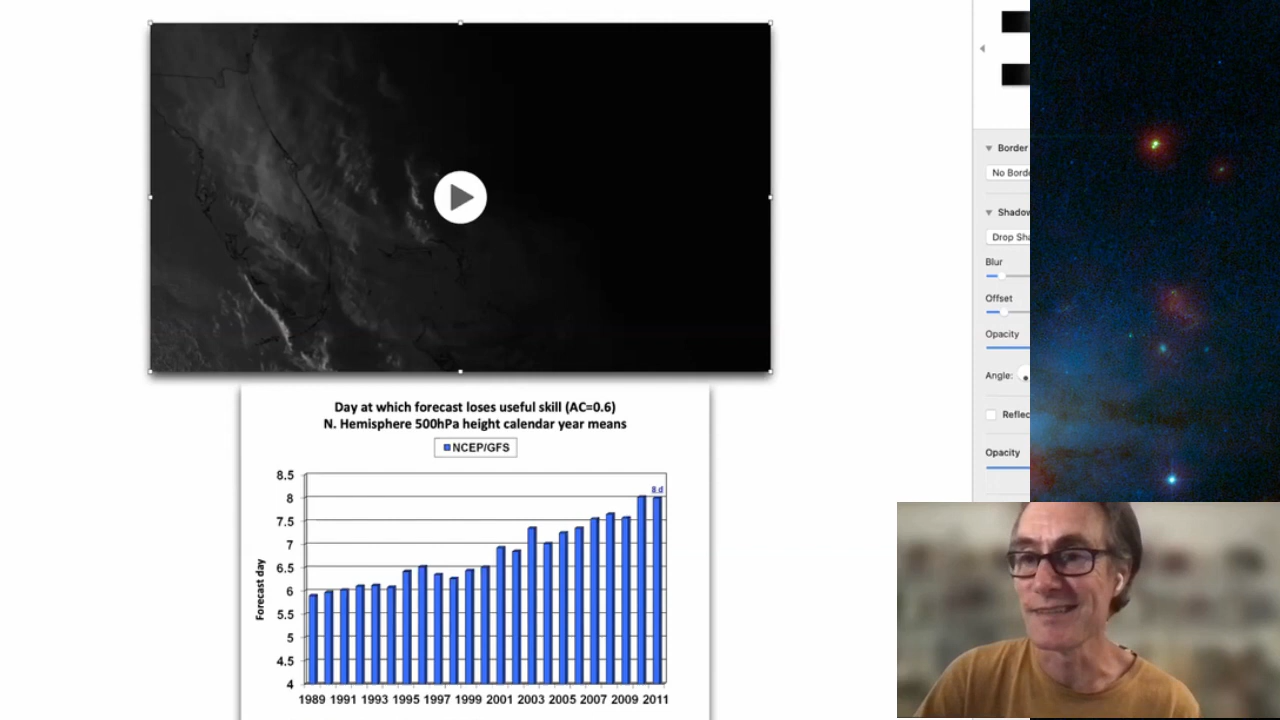 Border
No Bord
Shado
Drop Sha
Blur
Offset
Opacity
Angle:
Reflec
Opacity
Day at which forecast loses useful skill (AC=0.6)
N. Hemisphere 500hPa height calendar year means
NCEP/GFS
8.5
8
7.5
7
6.5
6
5.5
5
4.5
4
Forecast day
8 d
1989 1991 1993 1995 1997 1999 2001 2003 2005 2007 2009 2011